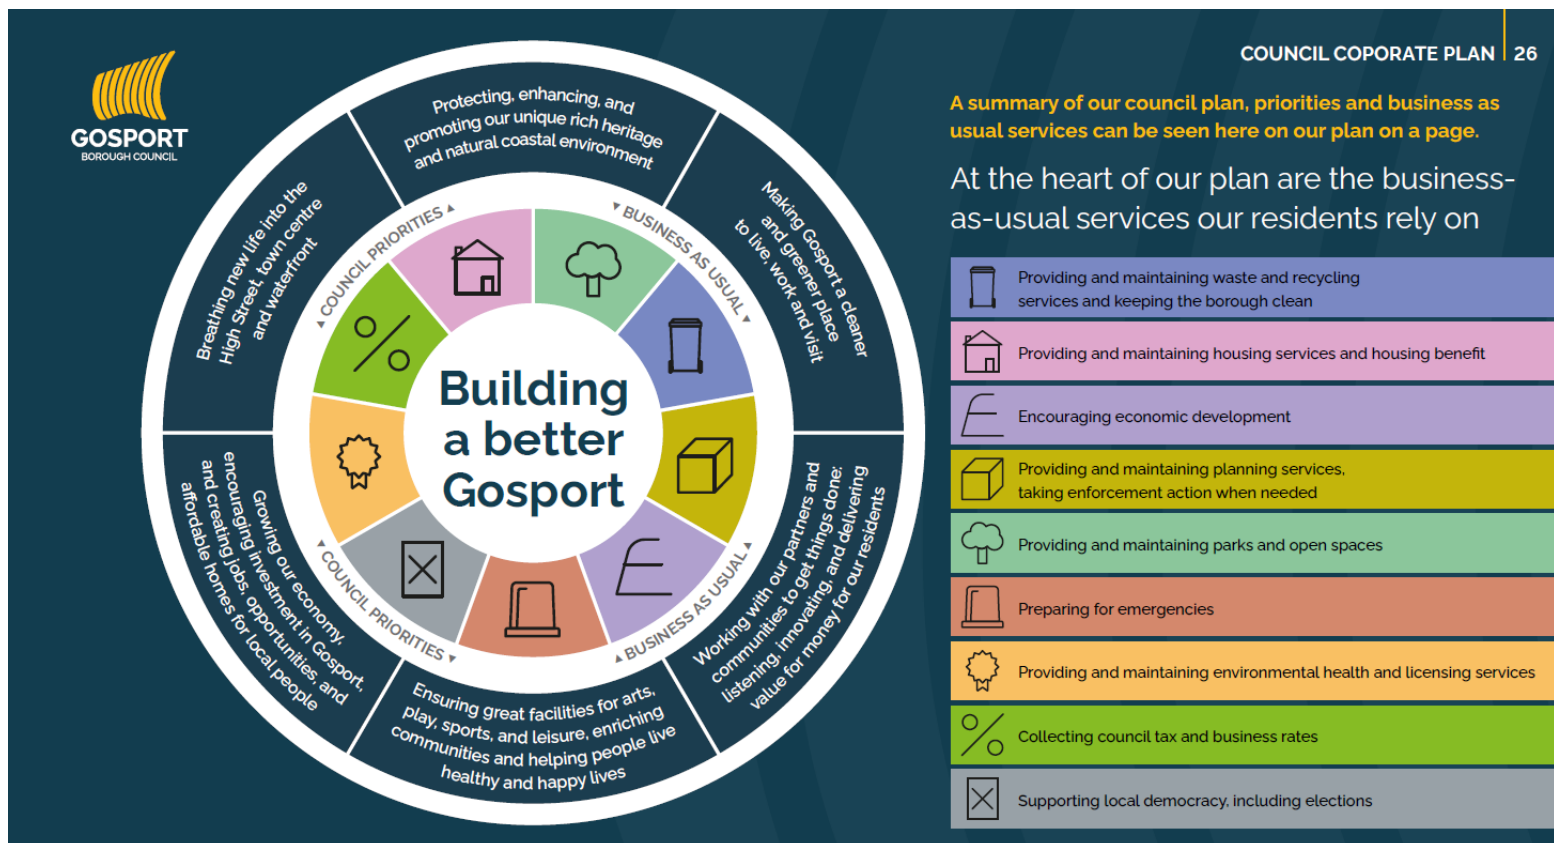 GOSPORT
BOROUGH COUNCIL
COUNCIL COPORATE PLAN
26
Protecting, enhancing, and
promoting our unique rich heritage
and natural coastal environment
Making Gosport a cleaner
and greener place
to live, work and visit
Working with our partners and
communities to get things done:
listening, innovating, and delivering
value for money for our residents
Ensuring great facilities for arts,
play, sports, and leisure, enriching
communities and helping people live
healthy and happy lives
Growing our economy,
encouraging investment in Gosport,
and creating jobs, opportunities, and
affordable homes for local people
Breathing new life into the
High Street, town centre
and waterfront
▲ COUNCIL PRIORITIES ▲
▼ BUSINESS AS USUAL ▼
▲ BUSINESS AS USUAL ▲
▼ COUNCIL PRIORITIES ▼
Building
a better
Gosport
A summary of our council plan, priorities and business as
usual services can be seen here on our plan on a page.
At the heart of our plan are the business-
as-usual services our residents rely on
Providing and maintaining waste and recycling
services and keeping the borough clean
Providing and maintaining housing services and housing benefit
Encouraging economic development
Providing and maintaining planning services,
taking enforcement action when needed
Providing and maintaining parks and open spaces
Preparing for emergencies
Providing and maintaining environmental health and licensing services
Collecting council tax and business rates
Supporting local democracy, including elections